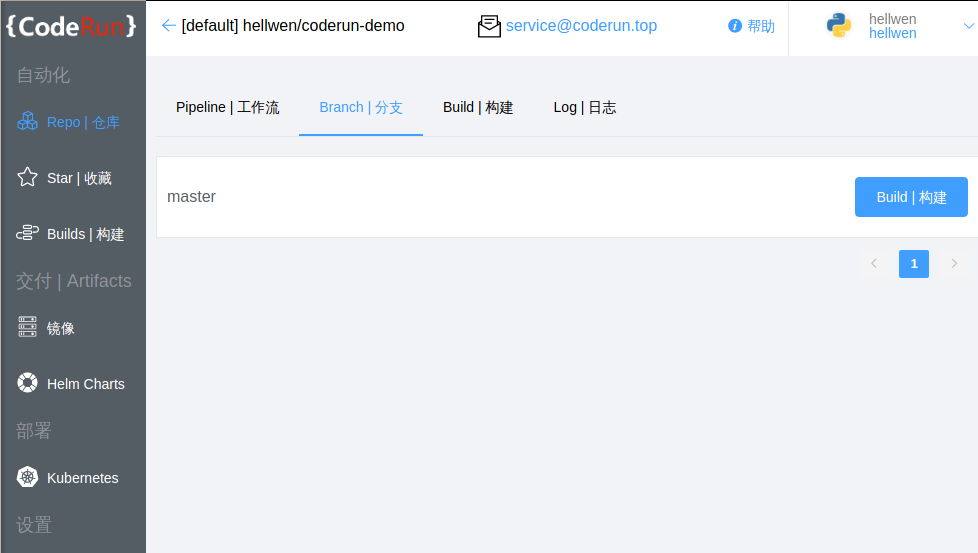 {CodeRun}
[default] hellwen/coderun-demo
service@coderun.top
帮助
hellwen
hellwen
自动化
Repo | 仓库
Star | 收藏
Builds | 构建
交付 | Artifacts
镜像
Helm Charts
部署
Kubernetes
设置
Pipeline | 工作流
Branch | 分支
Build | 构建
Log | 日志
master
Build | 构建
1